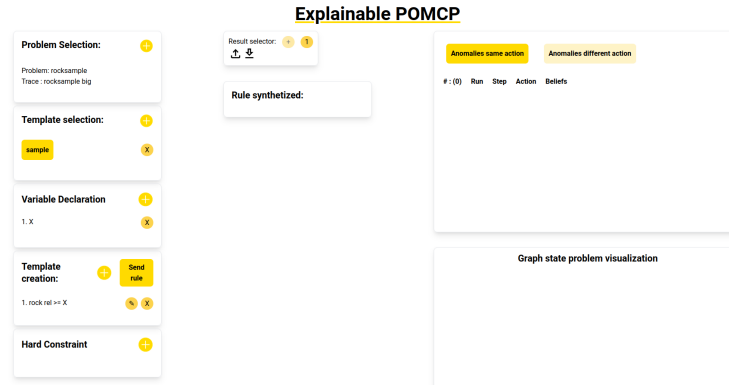 Explainable POMCP
Problem Selection:
Problem: rocksample
Trace : rocksample big
Template selection:
sample
X
Variable Declaration
1. X
X
Template
creation:
Send
rule
1. rock rel >= X
X
Hard Constraint
Result selector:
+
1
Rule synthetized:
Anomalies same action
Anomalies different action
# : (0) Run Step Action Beliefs
Graph state problem visualization